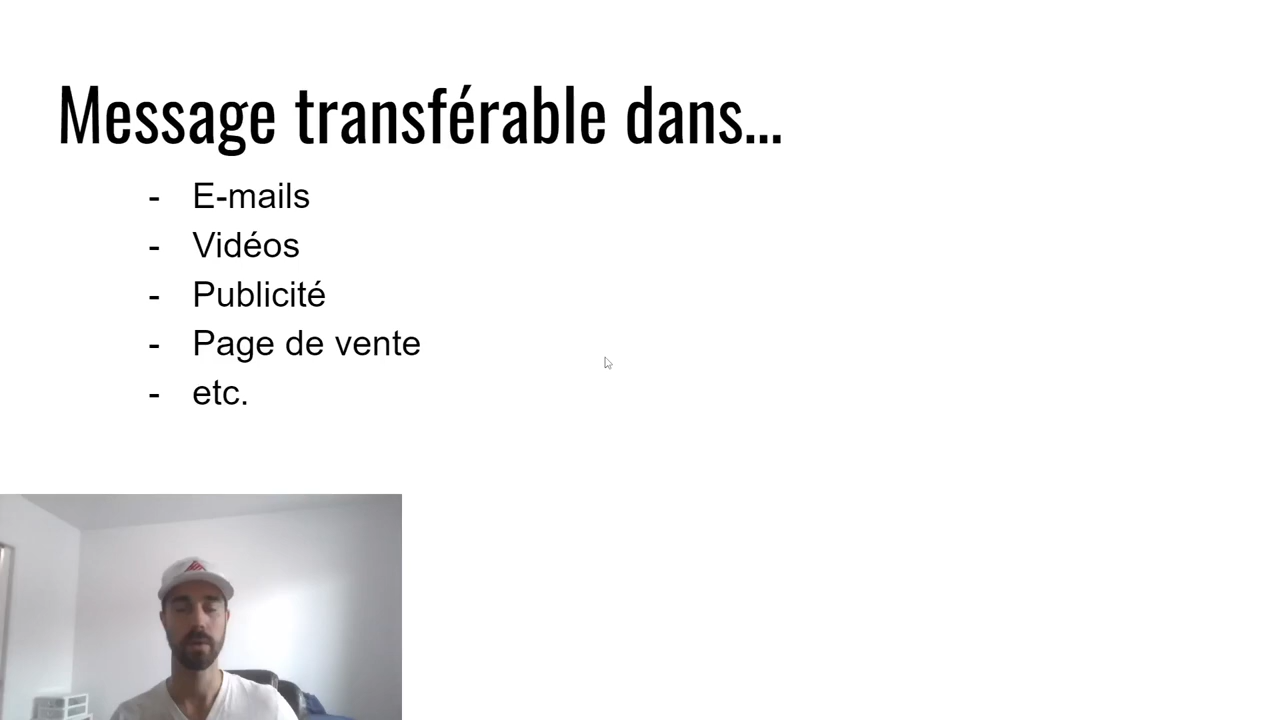 Message transférable dans...
- E-mails
- Vidéos
- Publicité
- Page de vente
- etc.